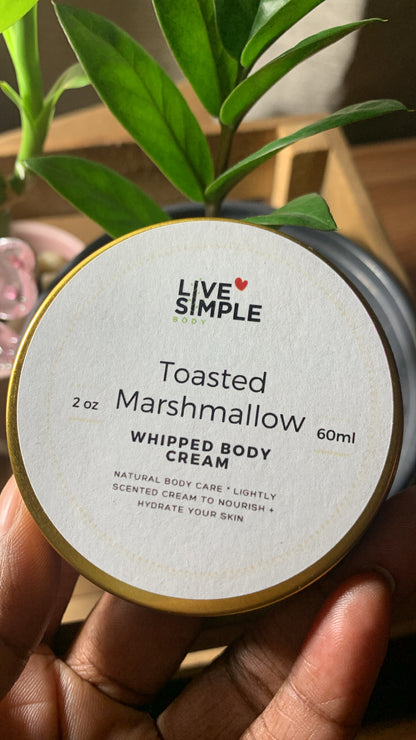 LIVE
SIMPLE
BODY
Toasted
Marshmallow
2 oz
60ml
WHIPPED BODY
CREAM
NATURAL BODY CARE * LIGHTLY
SCENTED CREAM TO NOURISH +
HYDRATE YOUR SKIN